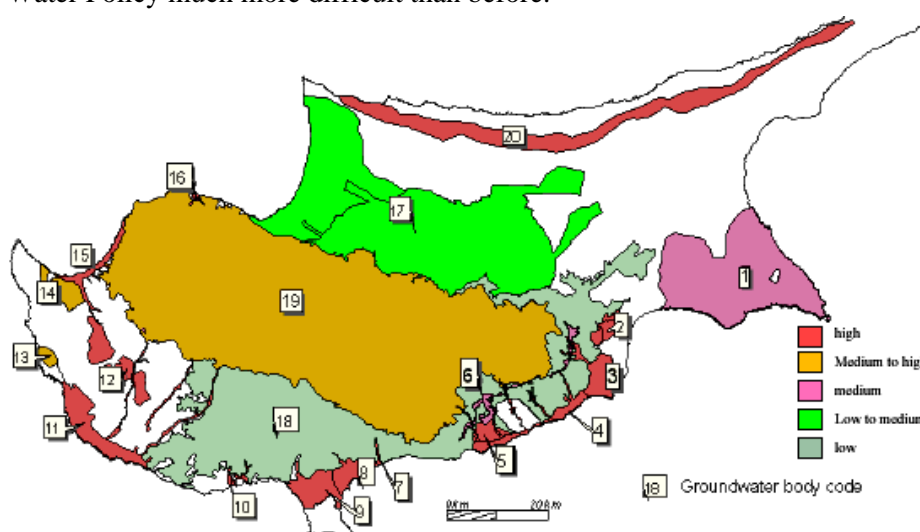 Water Policy much more difficult than before.
20
16
17
15
1
14
19
2
13
6
3
12
11
18
4
5
8
7
10
9
high
Medium to hig
medium
Low to medium
low
0Km 20Km
18 Groundwater body code